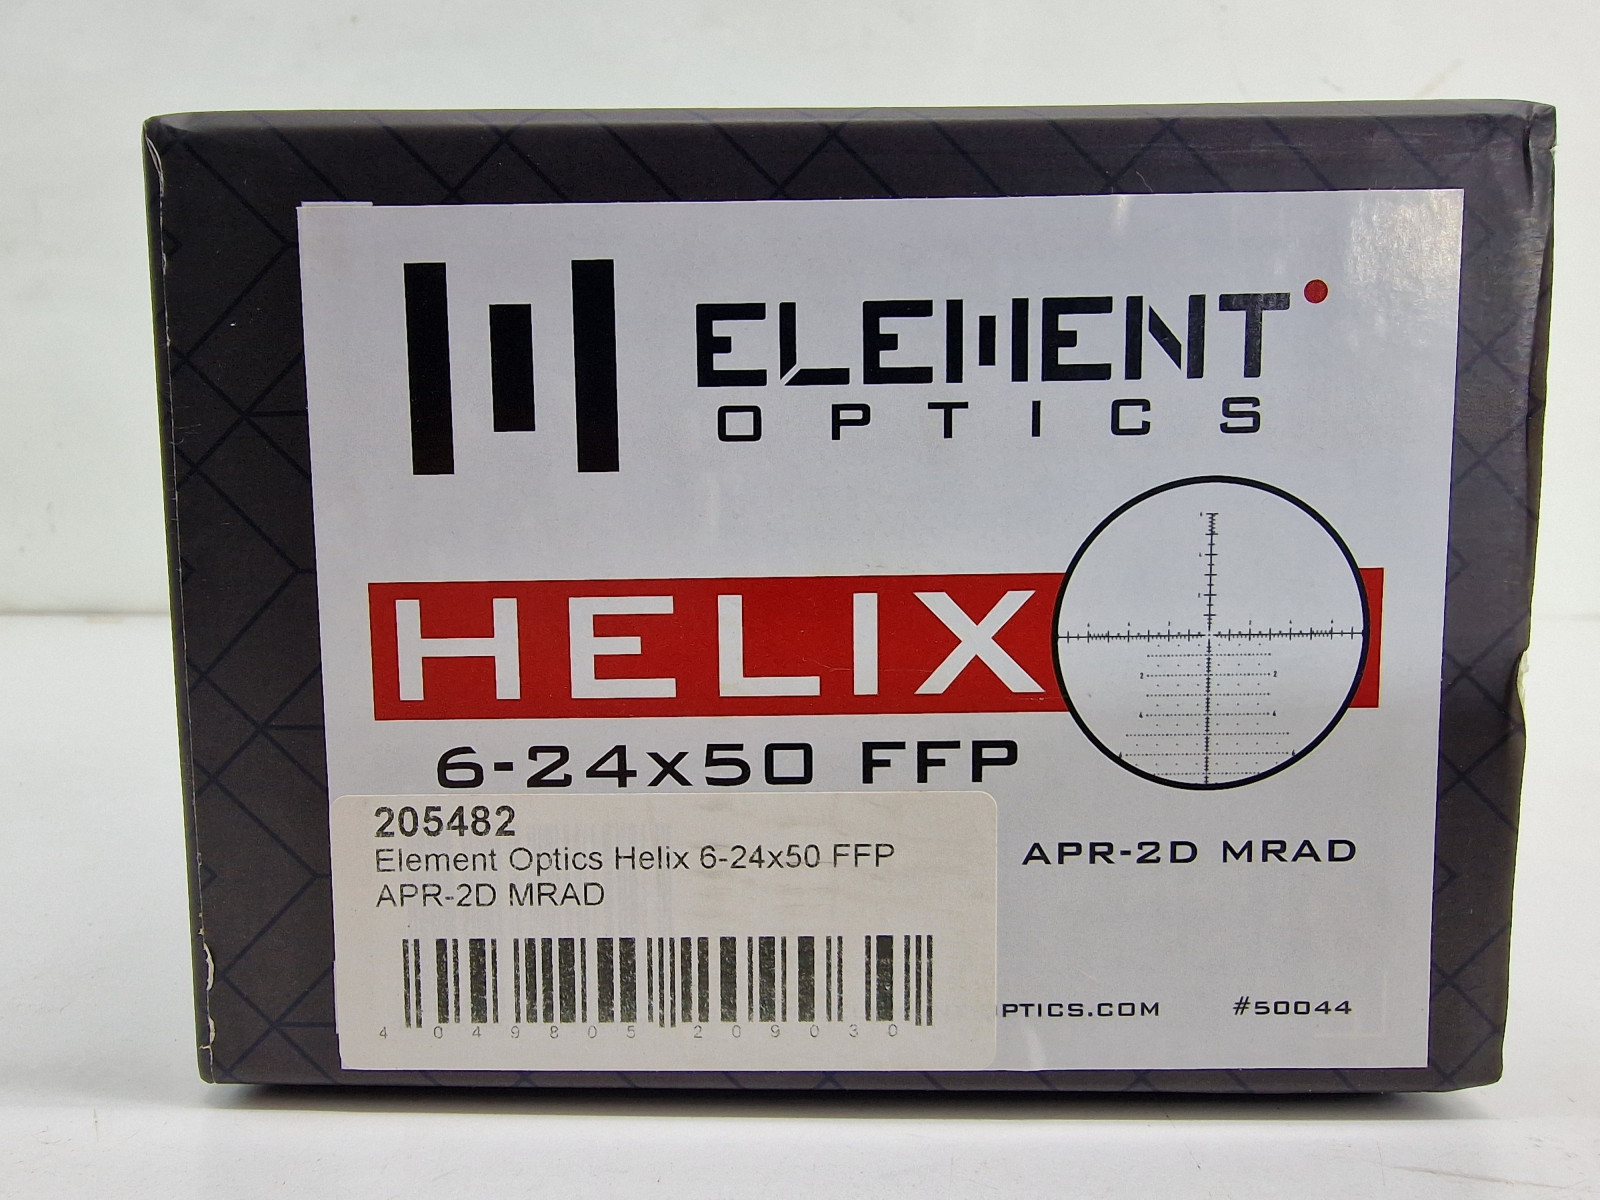 ELEMENT
OPTICS
HELIX
6-24x50 FFP
APR-2D MRAD
205482
Element Optics Helix 6-24x50 FFP
APR-2D MRAD
4 049805 209030
PTICS.COM
#50044